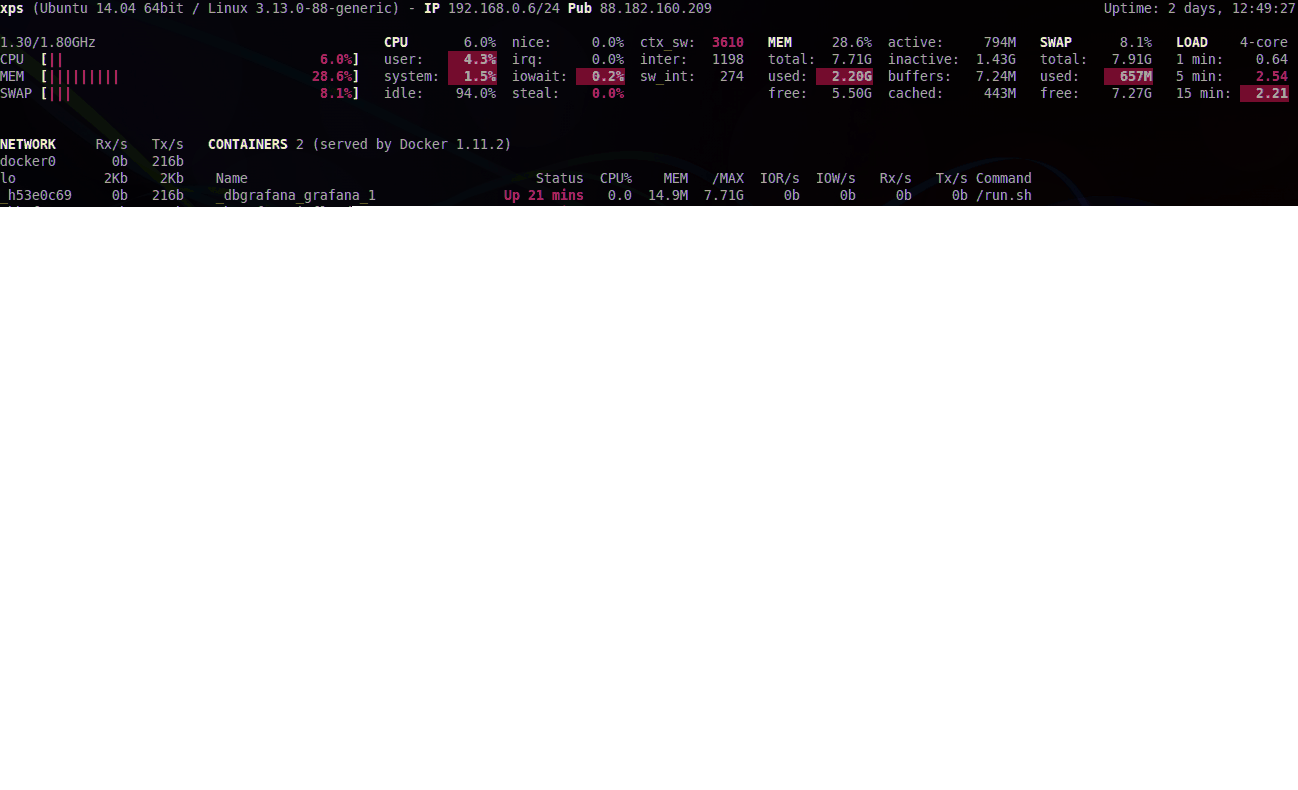 xps (Ubuntu 14.04 64bit / Linux 3.13.0-88-generic) - IP 192.168.0.6/24 Pub 88.182.160.209 Uptime: 2 days, 12:49:27
1.30/1.80GHz CPU 6.0% nice: 0.0% ctx_sw: 3610 MEM 28.6% active: 794M SWAP 8.1% LOAD 4-core
CPU [|| 6.0%] user: 4.3% irq: 0.0% inter: 1198 total: 7.71G inactive: 1.43G total: 7.91G 1 min: 0.64
MEM [||||||||| 28.6%] system: 1.5% iowait: 0.2% sw_int: 274 used: 2.20G buffers: 7.24M used: 657M 5 min: 2.54
SWAP [||| 8.1%] idle: 94.0% steal: 0.0% free: 5.50G cached: 443M free: 7.27G 15 min: 2.21
NETWORK Rx/s Tx/s CONTAINERS 2 (served by Docker 1.11.2)
docker0 0b 216b
lo 2Kb 2Kb Name Status CPU% MEM /MAX IOR/s IOW/s Rx/s Tx/s Command
_h53e0c69 0b 216b _dbgrafana_grafana_1 Up 21 mins 0.0 14.9M 7.71G 0b 0b 0b 0b /run.sh